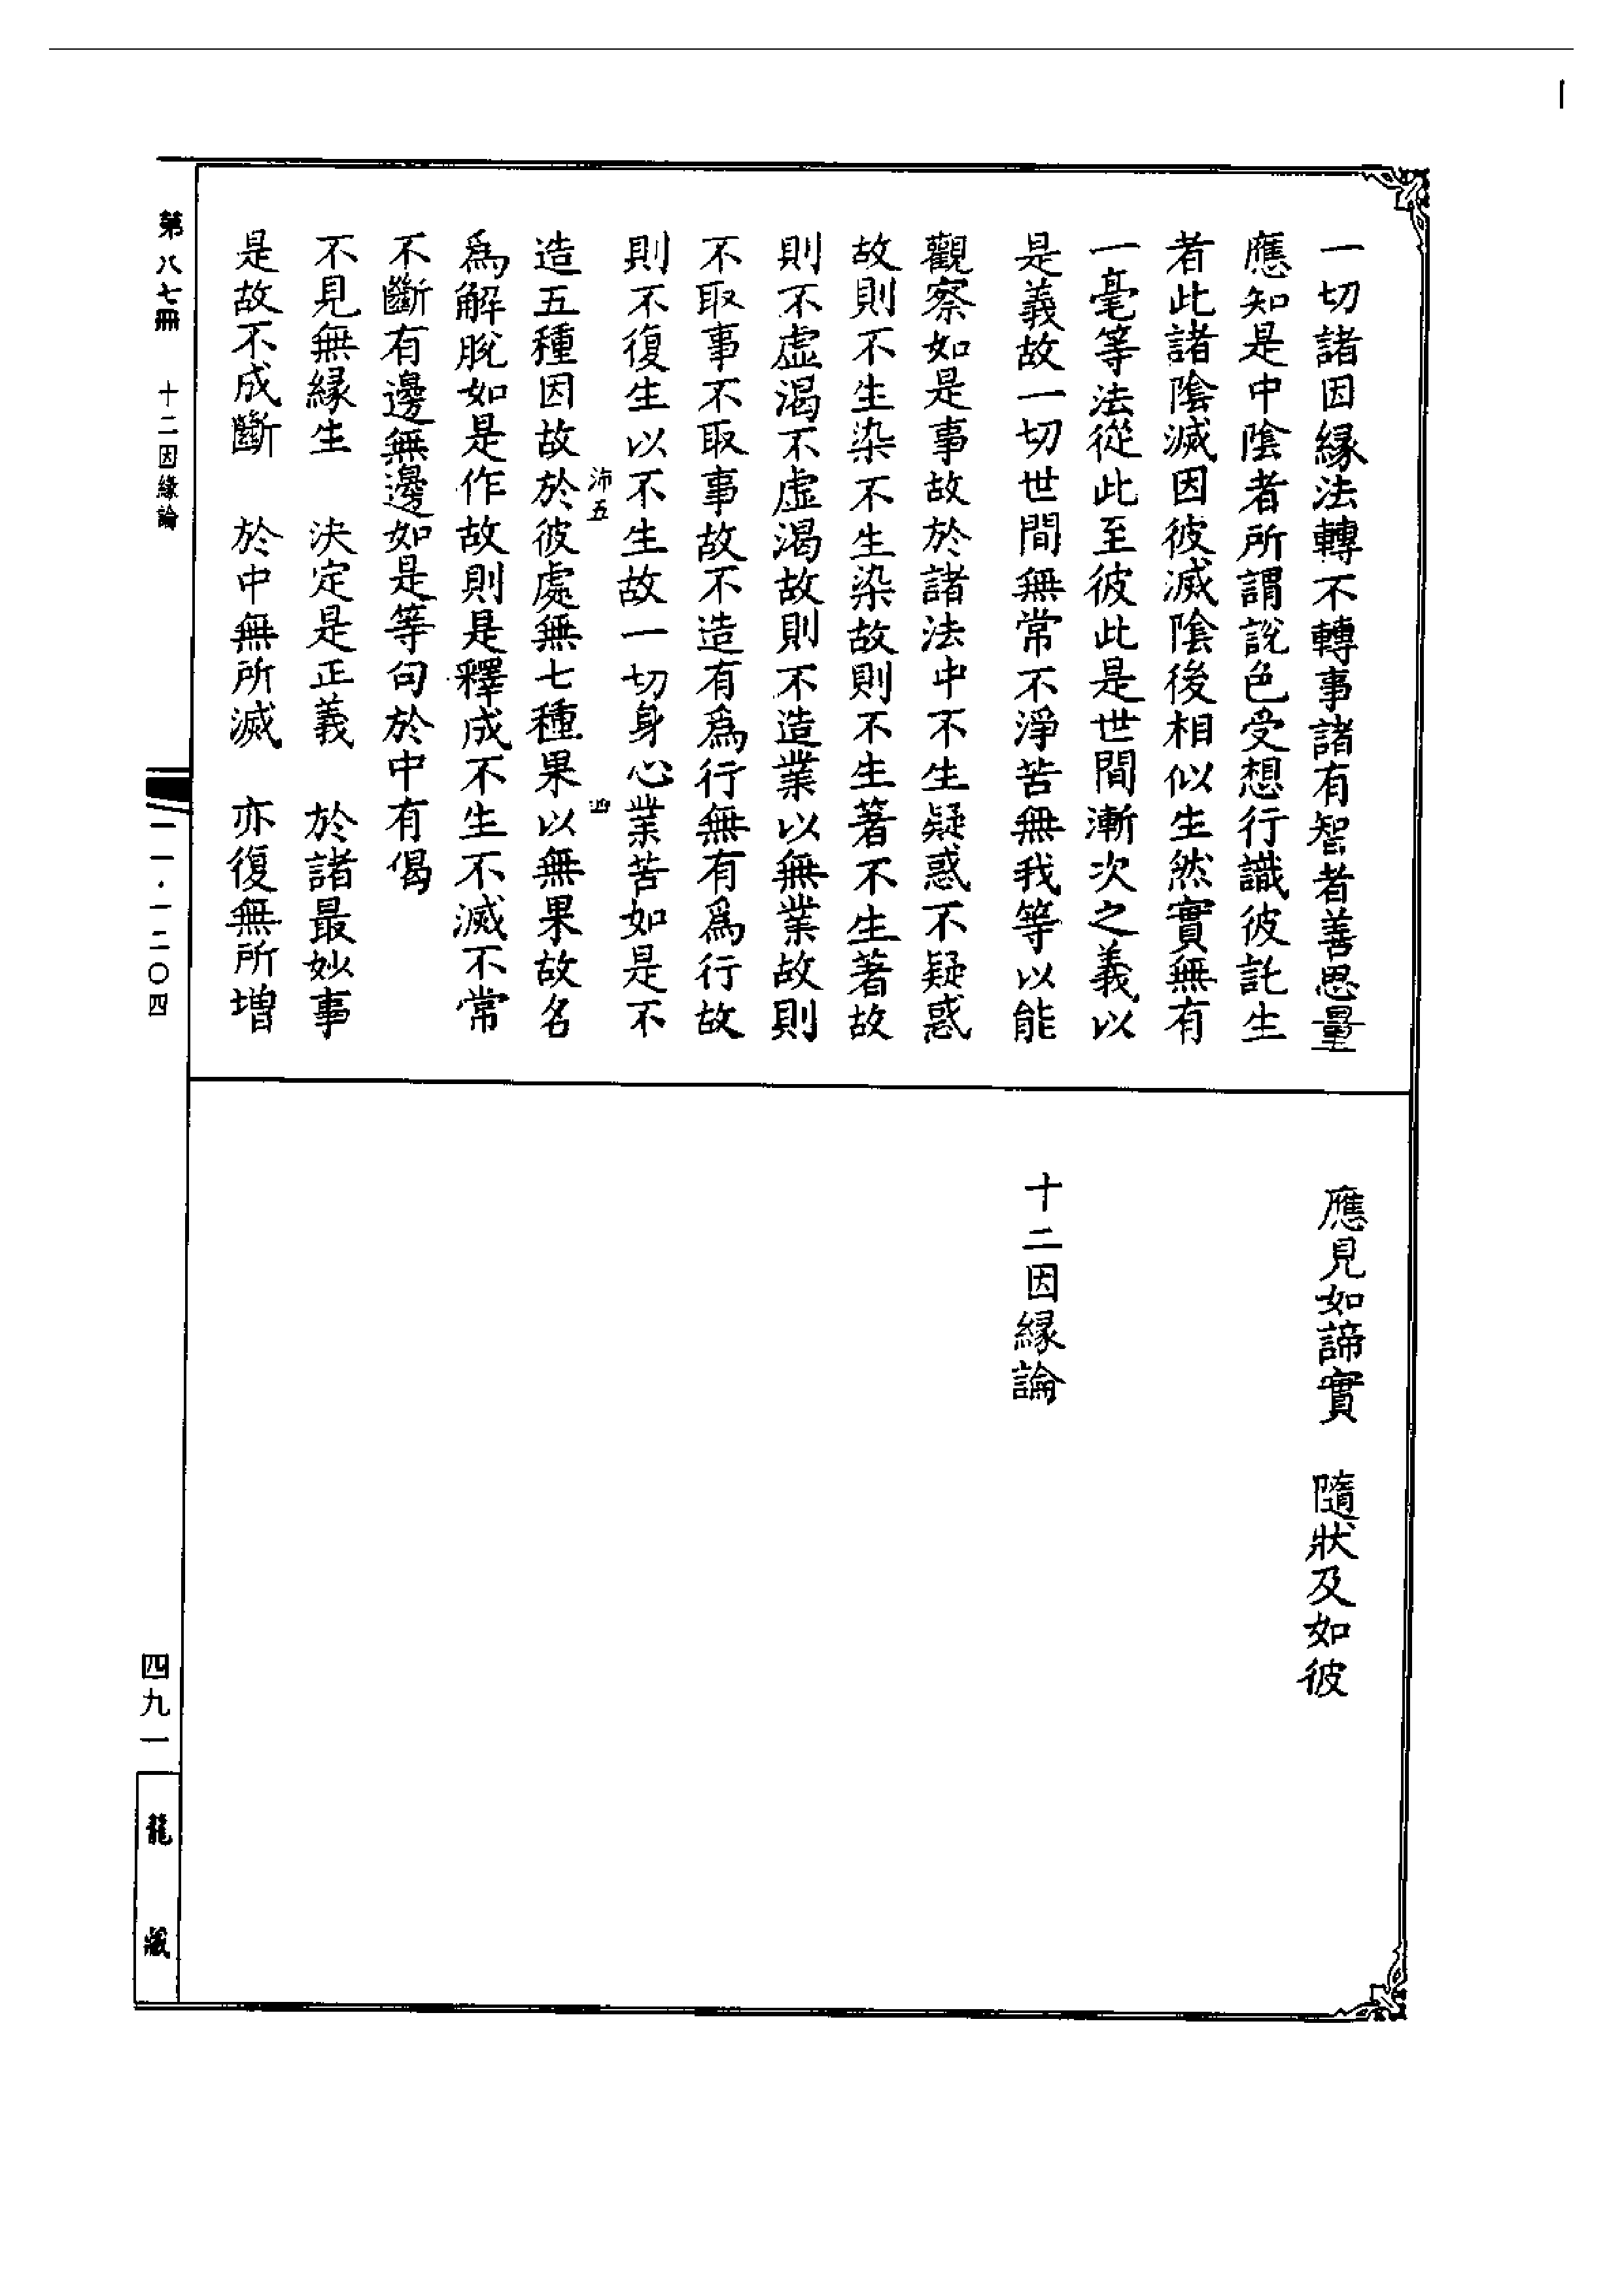 一切諸因緣法轉不轉事諸有智者善思量
應知是中陰者所謂說色受想行識彼託生
者此諸陰滅因彼滅陰後相似生然實無有
一毫等法從此至彼此是世間漸次之義以
是義故一切世間無常不淨苦無我等以能
觀察如是事故於諸法中不生疑惑不疑惑
故則不生染不生染故則不生著不生著故
則不虛渴不虛渴故則不造業以無業故則
不取事不取事故不造有爲行無有爲行故
則不復生以不生故一切身心業苦如是不
沛五
四
造五種因故於彼處無七種果以無果故名
爲解脫如是作故則是釋成不生不滅不常
不斷有邊無邊如是等句於中有偈
不見無緣生　決定是正義　於諸最妙事
是故不成斷　於中無所滅　亦復無所增
應見如諦實　隨狀及如彼
十二因緣論
第八七冊　十二因緣論
一一·一二〇四
四九一
龍藏